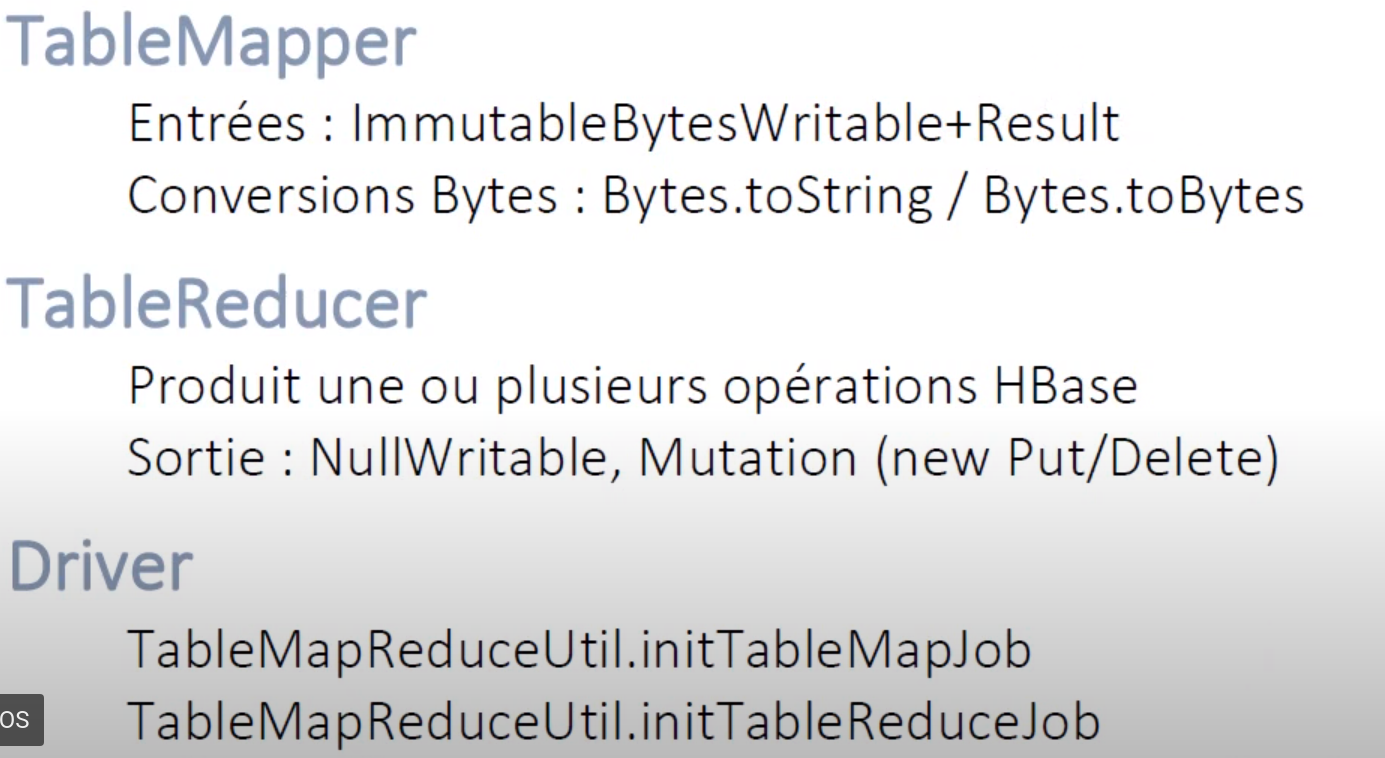 TableMapper
Entrées : ImmutableBytesWritable+Result
Conversions Bytes : Bytes.toString / Bytes.toBytes
TableReducer
Produit une ou plusieurs opérations HBase
Sortie : NullWritable, Mutation (new Put/Delete)
Driver
TableMapReduceUtil.initTableMapJob
os
TableMapReduceUtil.initTableReduceJob